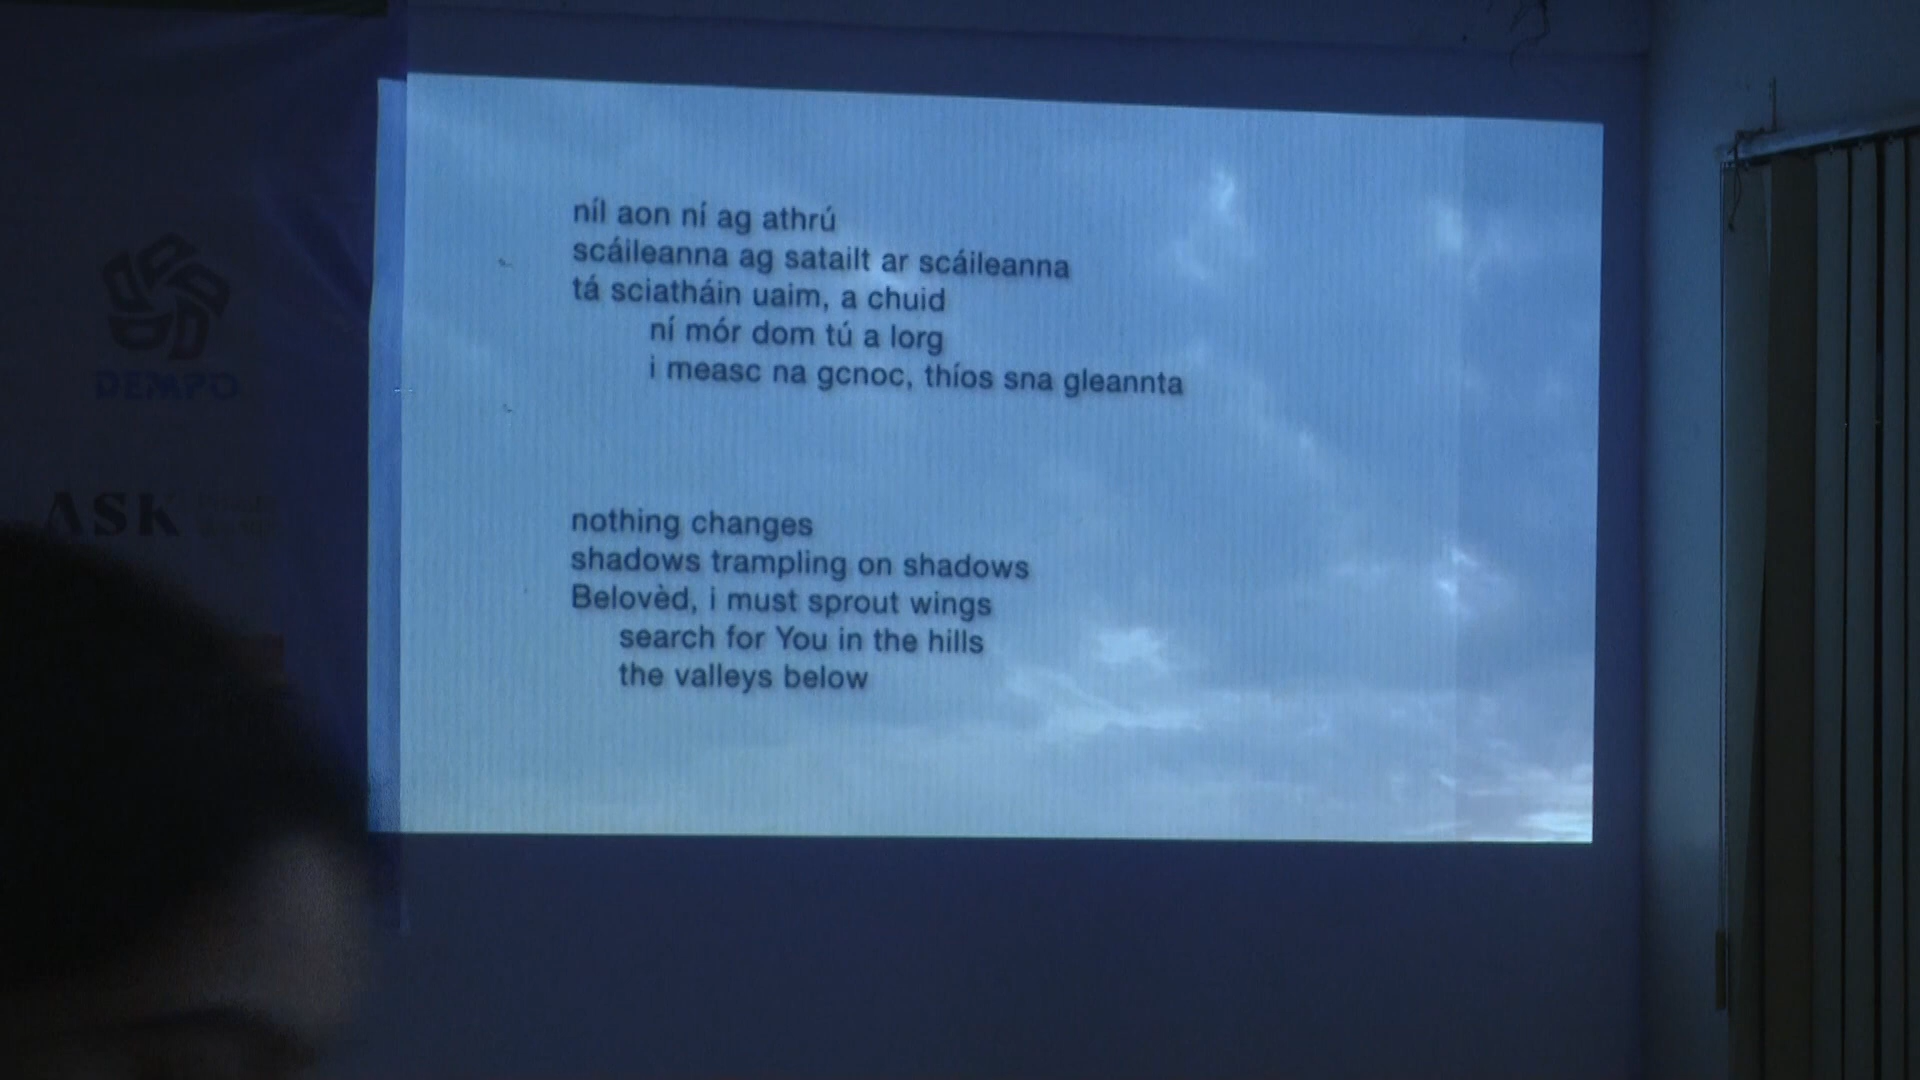 níl aon ní ag athrú
scáileanna ag satailt ar scáileanna
tá sciatháin uaim, a chuid
ní mór dom tú a lorg
i measc na gcnoc, thíos sna gleannta
nothing changes
shadows trampling on shadows
Belovèd, i must sprout wings
search for You in the hills
the valleys below
DEMPO
ASK